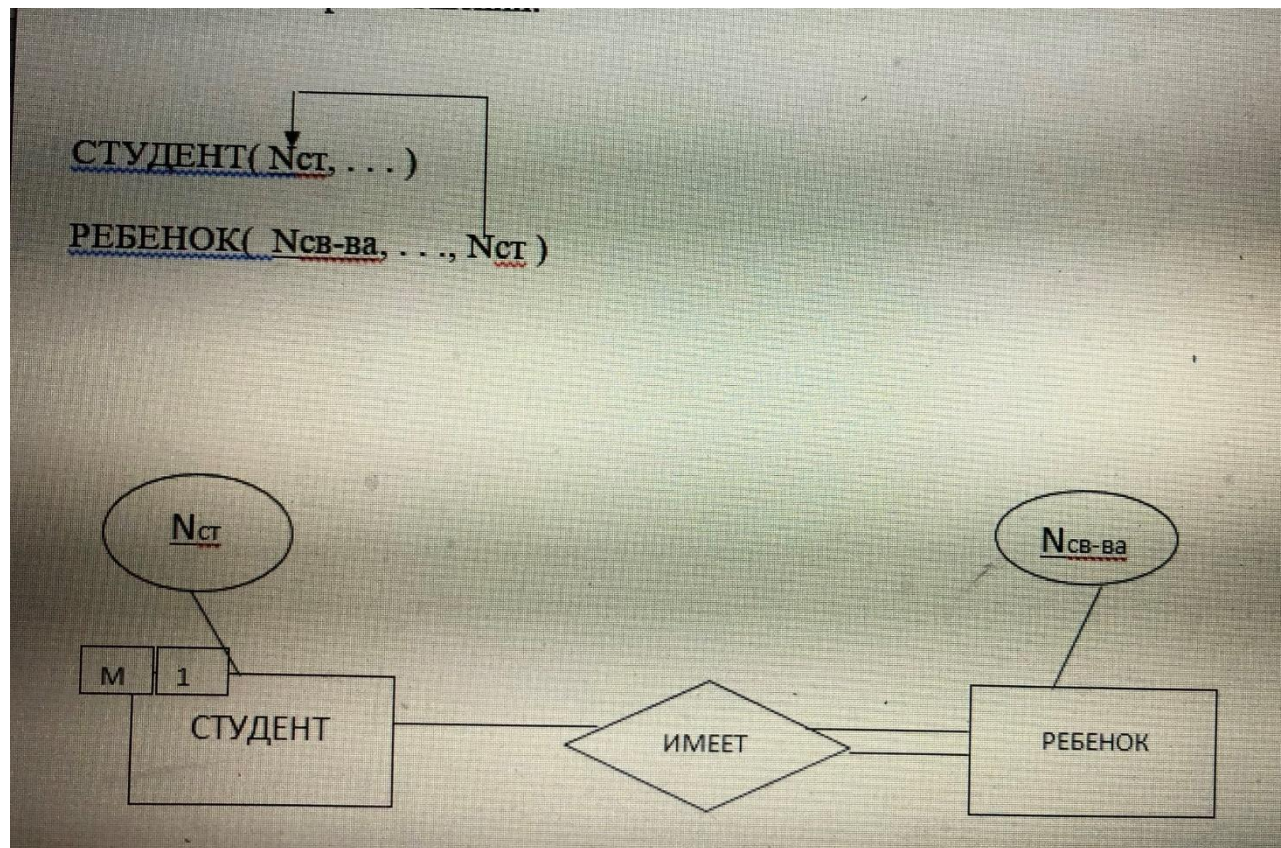 СТУДЕНТ( Nст, . . . )
РЕБЕНОК( Nсв-ва, . . ., Nст )
Nст
Nсв-ва
М 1
СТУДЕНТ
ИМЕЕТ
РЕБЕНОК